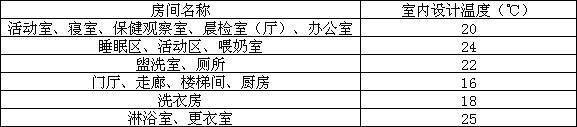 房间名称 室内设计温度(℃)
活动室、寝室、保健观察室、晨检室(厅)、办公室 20
睡眠区、活动区、喂奶室 24
盥洗室、厕所 22
门厅、走廊、楼梯间、厨房 16
洗衣房 18
淋浴室、更衣室 25